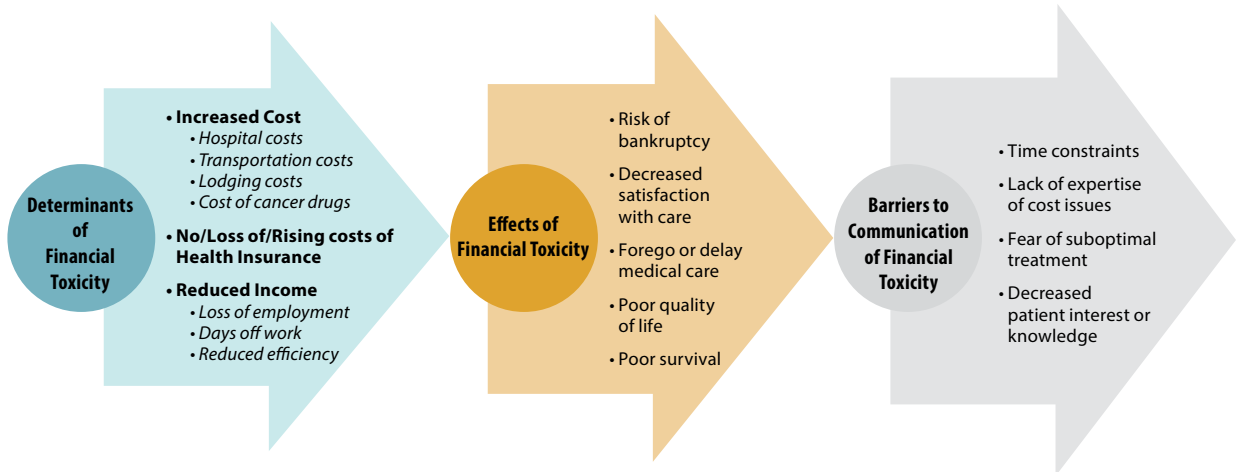 Determinants
of
Financial
Toxicity
• Increased Cost
• Hospital costs
• Transportation costs
• Lodging costs
• Cost of cancer drugs
• No/Loss of/Rising costs of
Health Insurance
• Reduced Income
• Loss of employment
• Days off work
• Reduced efficiency
Effects of
Financial Toxicity
• Risk of
bankruptcy
• Decreased
satisfaction
with care
• Forego or delay
medical care
• Poor quality
of life
• Poor survival
Barriers to
Communication
of Financial
Toxicity
• Time constraints
• Lack of expertise
of cost issues
• Fear of suboptimal
treatment
• Decreased
patient interest or
knowledge